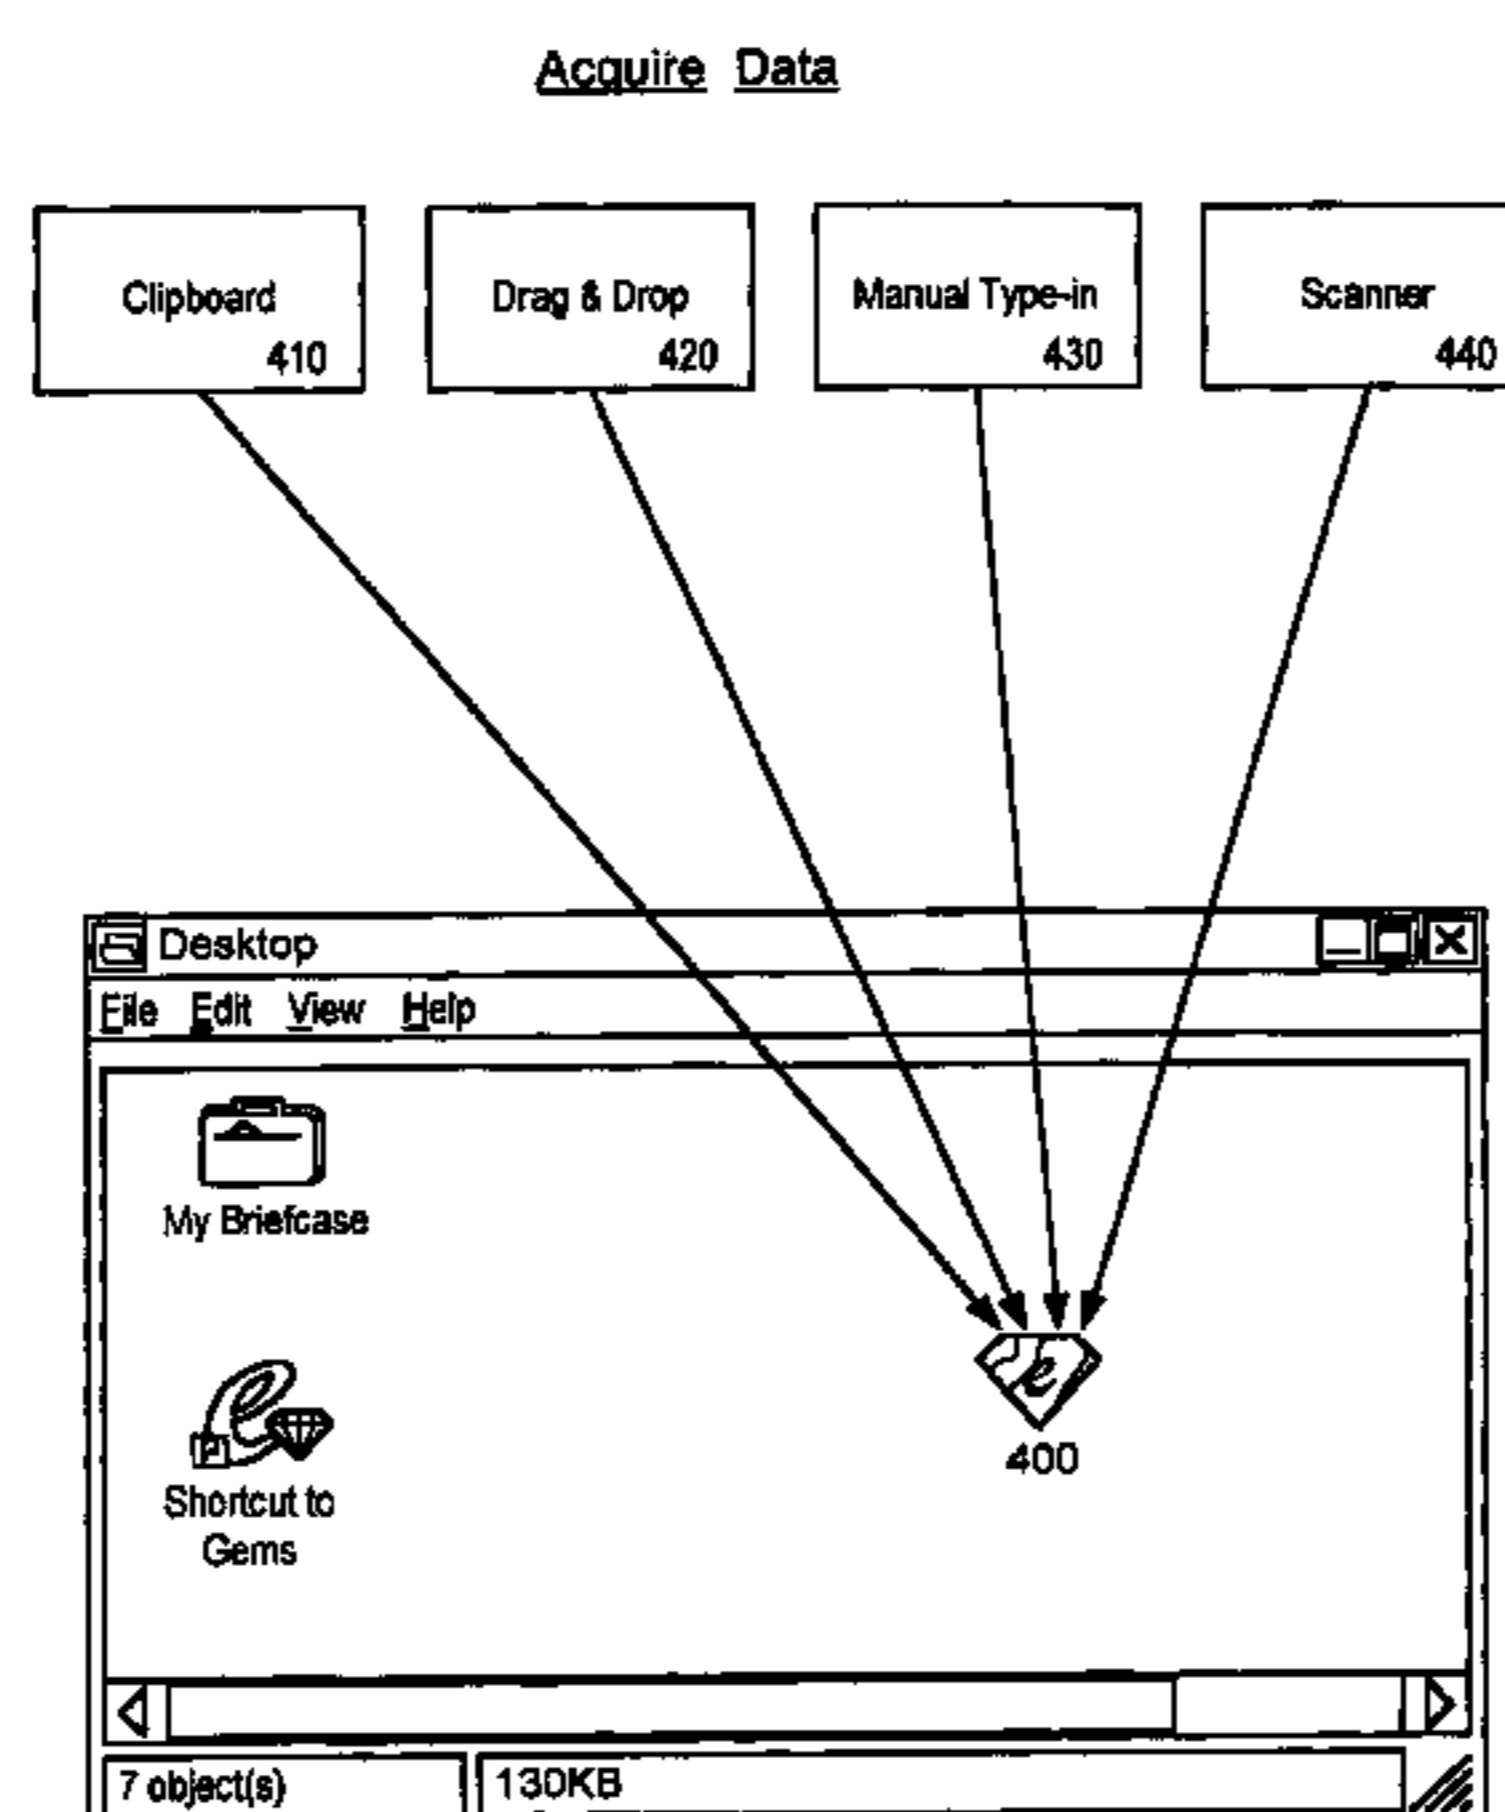 Acquire Data
Clipboard
410
Drag & Drop
420
Manual Type-in
430
Scanner
440
Desktop
File Edit View Help
My Briefcase
e
400
e
Shortcut to
Gems
7 object(s)
130KB